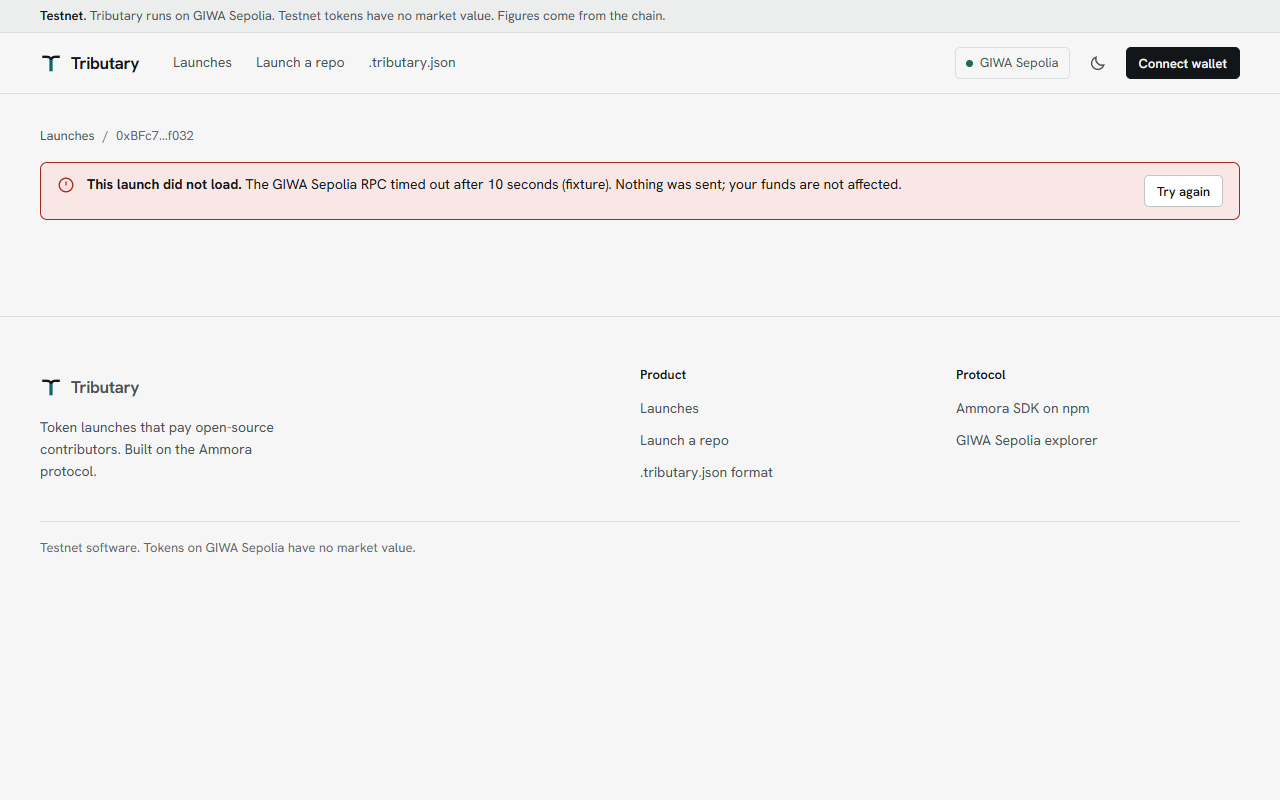 Testnet. Tributary runs on GIWA Sepolia. Testnet tokens have no market value. Figures come from the chain.
Tributary Launches Launch a repo .tributary.json GIWA Sepolia Connect wallet
Launches / 0xBFc7…f032
This launch did not load. The GIWA Sepolia RPC timed out after 10 seconds (fixture). Nothing was sent; your funds are not affected. Try again
Tributary
Token launches that pay open-source
contributors. Built on the Ammora
protocol.
Product
Launches
Launch a repo
.tributary.json format
Protocol
Ammora SDK on npm
GIWA Sepolia explorer
Testnet software. Tokens on GIWA Sepolia have no market value.